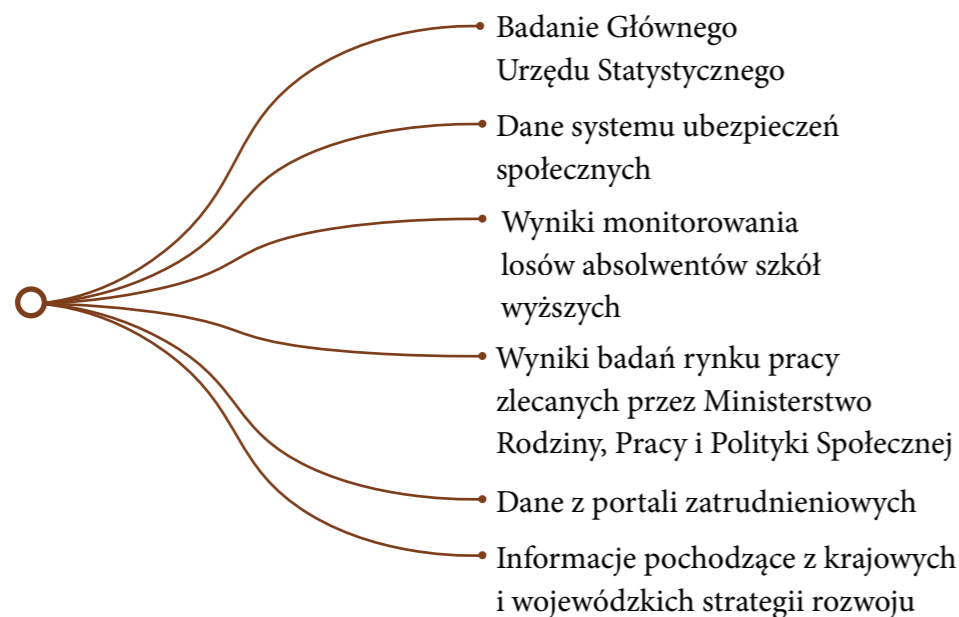 Badanie Głównego
Urzędu Statystycznego
Dane systemu ubezpieczeń
społecznych
Wyniki monitorowania
losów absolwentów szkół
wyższych
Wyniki badań rynku pracy
zlecanych przez Ministerstwo
Rodziny, Pracy i Polityki Społecznej
Dane z portali zatrudnieniowych
Informacje pochodzące z krajowych
i wojewódzkich strategii rozwoju